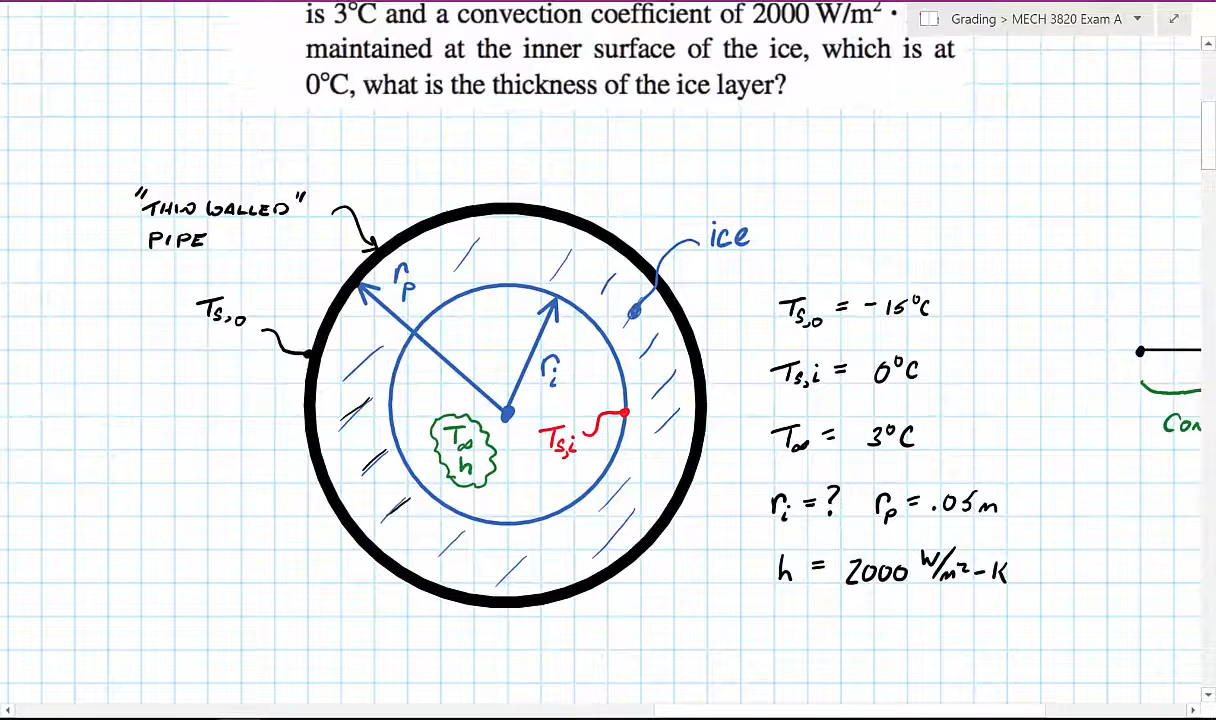 is 3°C and a convection coefficient of 2000 W/m² ·
Grading > MECH 3820 Exam A
maintained at the inner surface of the ice, which is at
0°C, what is the thickness of the ice layer?
"THIN WALLED"
PIPE
ice
rp
Ts,o
Ts,o = -15°C
ri
Ts,i = 0°C
T∞
h
Ts,i
T∞ = 3°C
Con
ri = ? rp = .05m
h = 2000 W/m²-K